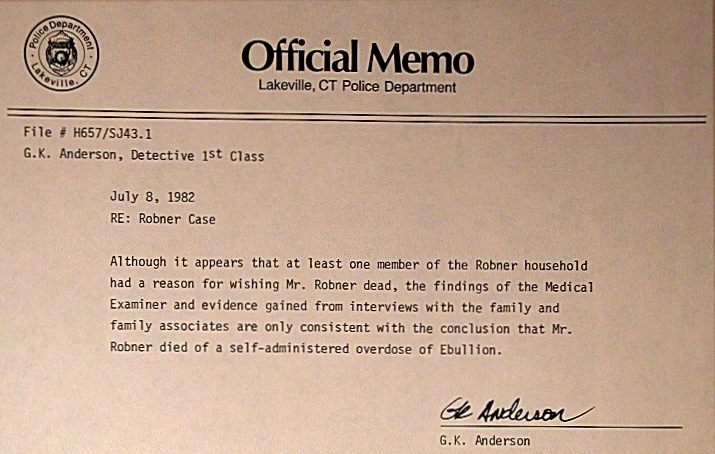 Police Department
Lakeville, CT
Official Memo
Lakeville, CT Police Department
File # H657/SJ43.1
G.K. Anderson, Detective 1st Class
July 8, 1982
RE: Robner Case
Although it appears that at least one member of the Robner household
had a reason for wishing Mr. Robner dead, the findings of the Medical
Examiner and evidence gained from interviews with the family and
family associates are only consistent with the conclusion that Mr.
Robner died of a self-administered overdose of Ebullion.
GK Anderson
G.K. Anderson